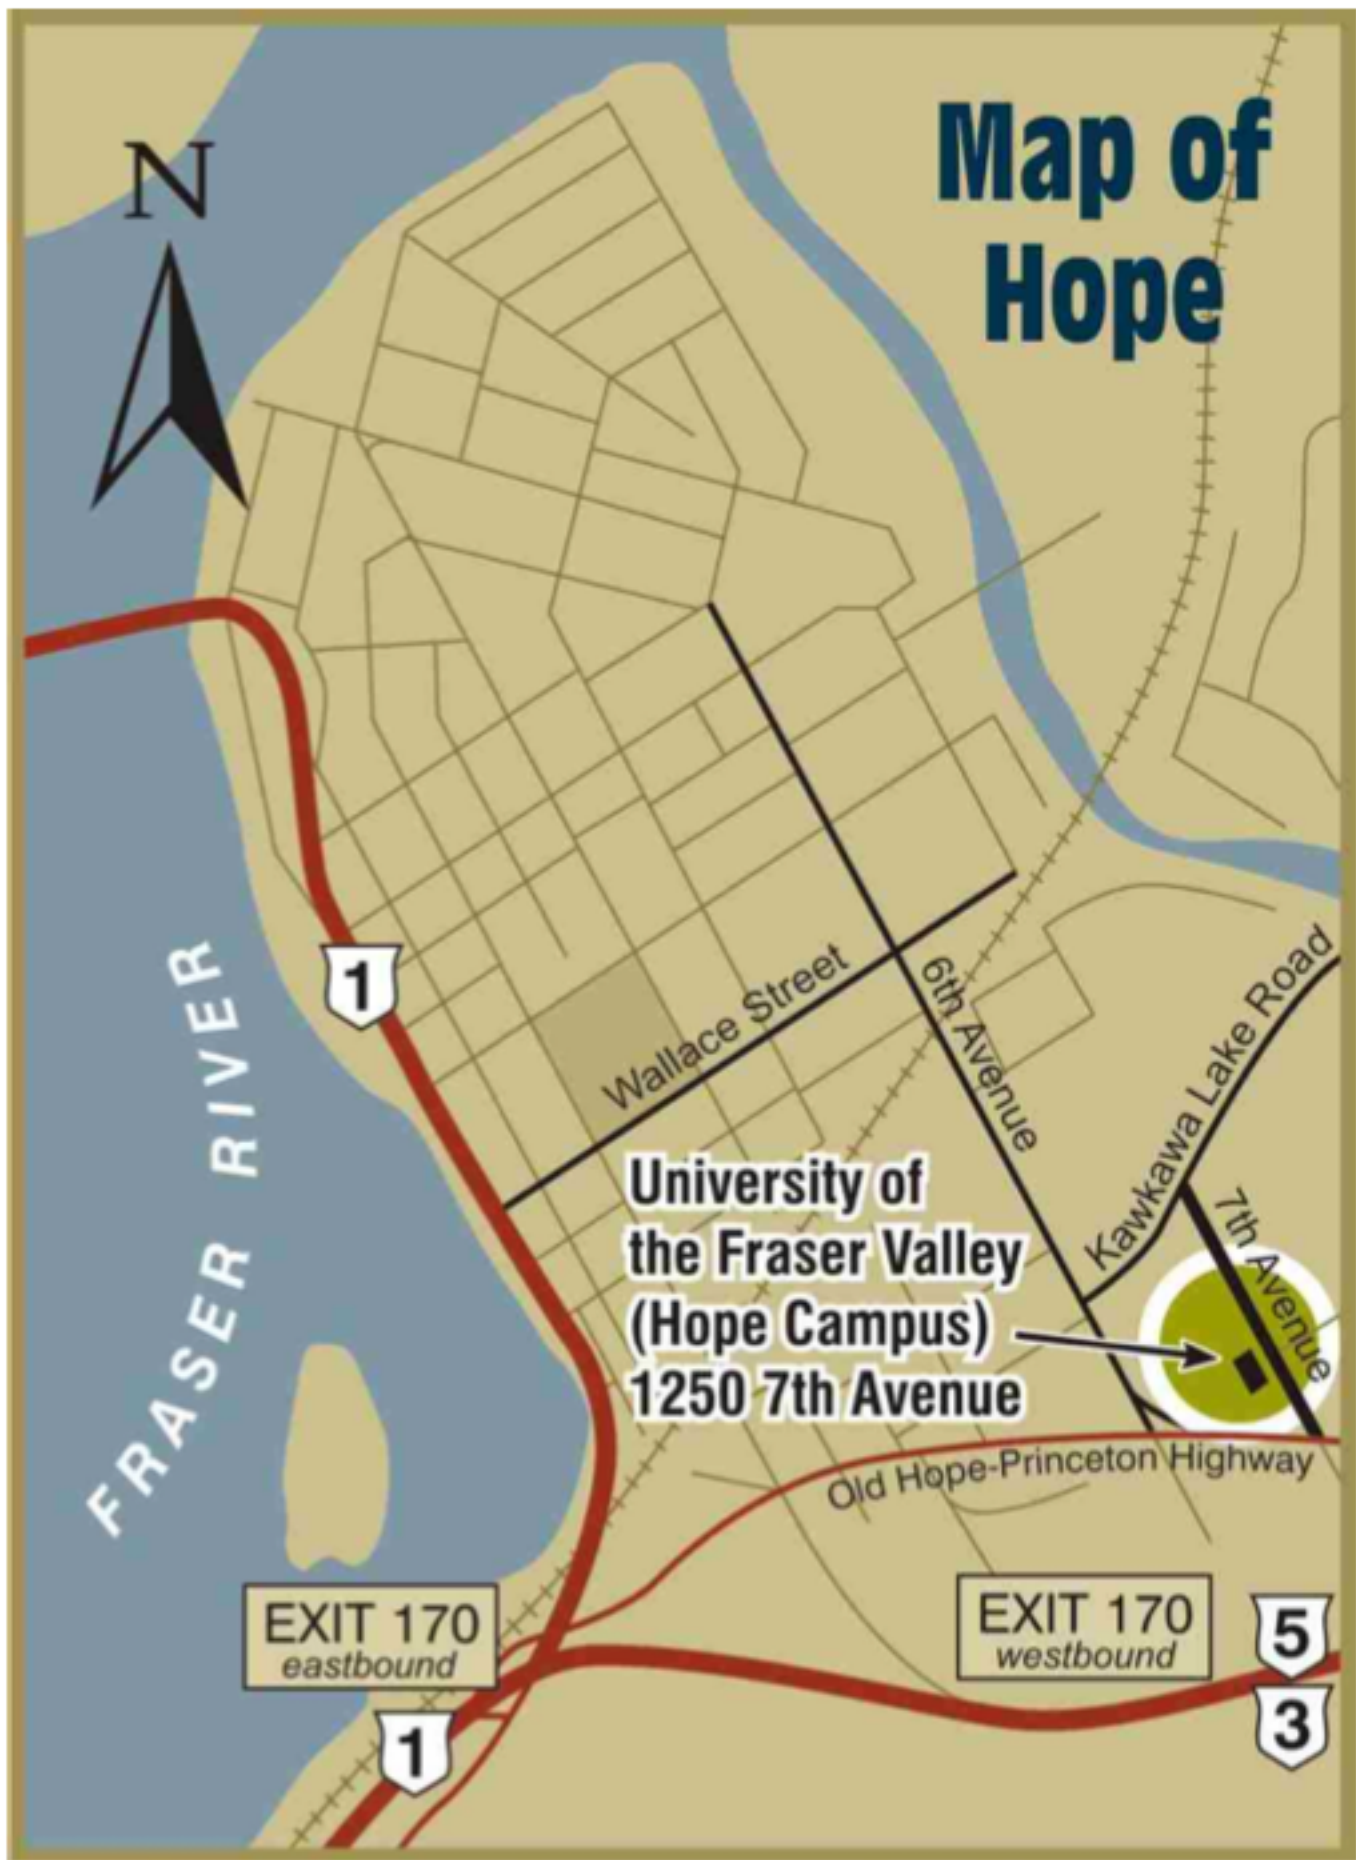 Map of
Hope
N
1
FRASER RIVER
Wallace Street
6th Avenue
Kawkawa Lake Road
7th Avenue
University of
the Fraser Valley
(Hope Campus)
1250 7th Avenue
Old Hope-Princeton Highway
EXIT 170
eastbound
EXIT 170
westbound
5
3
1